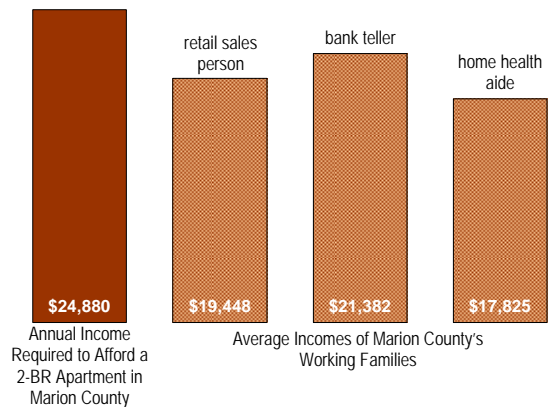 retail sales
person
bank teller
home health
aide
$24,880
$19,448
$21,382
$17,825
Annual Income
Required to Afford a
2-BR Apartment in
Marion County
Average Incomes of Marion County's
Working Families